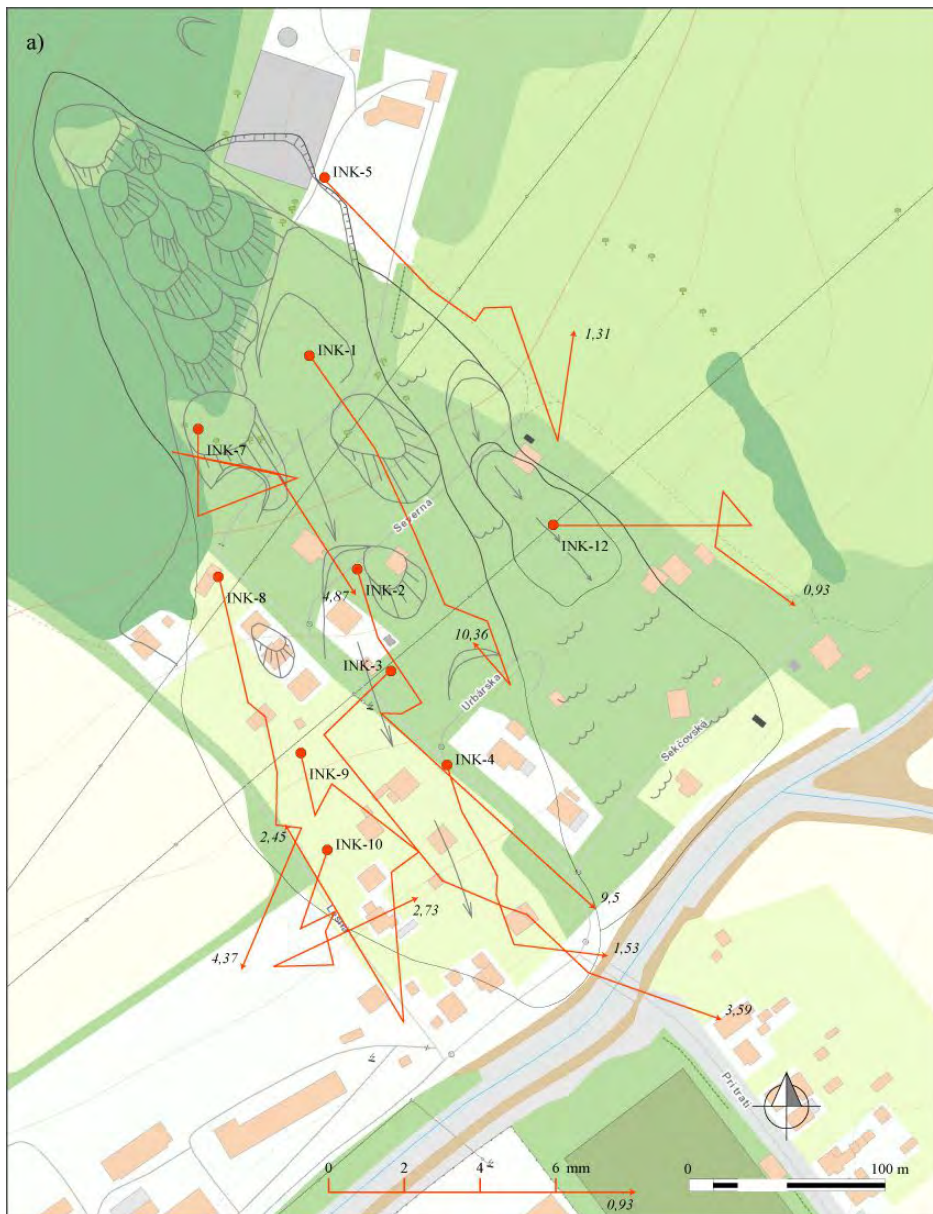 a)
INK-5
1,31
INK-1
INK-7
Severna
INK-12
INK-2
INK-8
4,87
0,93
10,36
INK-3
Urbárska
Sekčovská
INK-4
INK-9
2,45
INK-10
9,5
2,73
1,53
4,37
3,59
Pri trati
0 2 4 6 mm
0 100 m
0,93